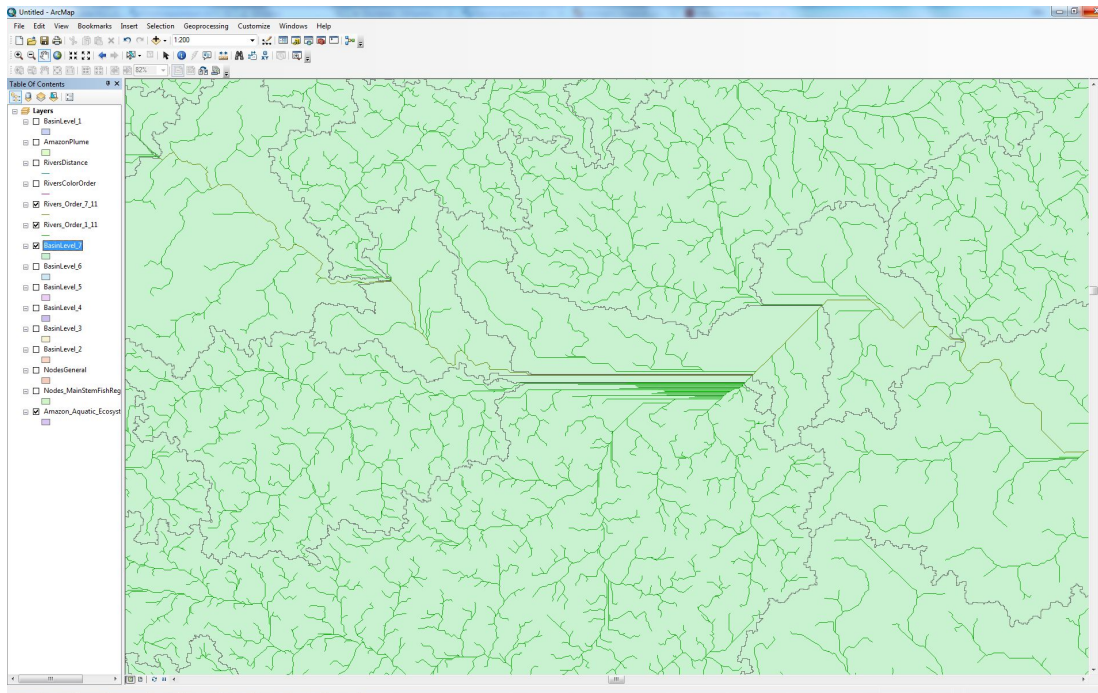 Untitled - ArcMap
File Edit View Bookmarks Insert Selection Geoprocessing Customize Windows Help
1:200
82%
Table Of Contents
Layers
BasinLevel_1
AmazonPlume
RiversDistance
RiversColorOrder
Rivers_Order_7_11
Rivers_Order_1_11
BasinLevel_7
BasinLevel_6
BasinLevel_5
BasinLevel_4
BasinLevel_3
BasinLevel_2
NodesGeneral
Nodes_MainStemFishReg
Amazon_Aquatic_Ecosyst